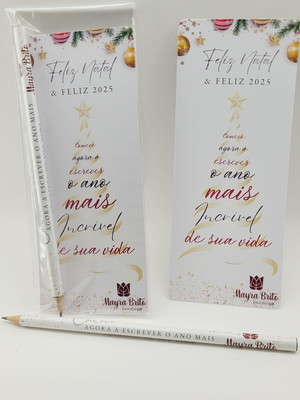 Feliz Natal
& FELIZ 2025
Comece
agora a
escrever
o ano
mais
Incrível
de sua vida
Mayra Brito
Mayra Brito
A ESCREVER O ANO MAIS
Feliz Natal
& FELIZ 2025
Comece
agora a
escrever
o ano
mais
Incrível
de sua vida
Mayra Brito
AGORA A ESCREVER O ANO MAIS
Mayra Brito